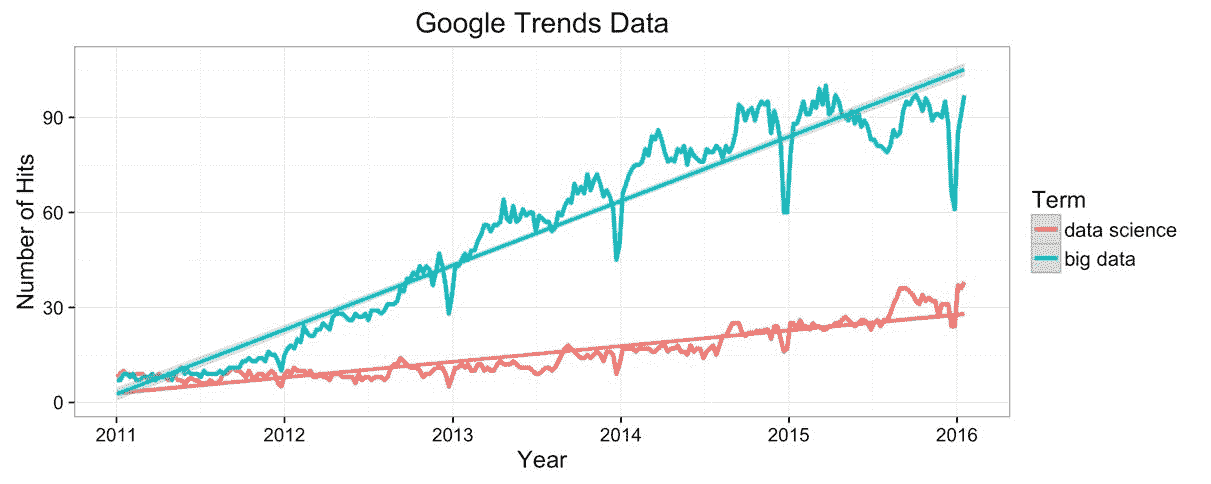 Google Trends Data
Number of Hits
90
60
30
0
2011 2012 2013 2014 2015 2016
Year
Term
data science
big data